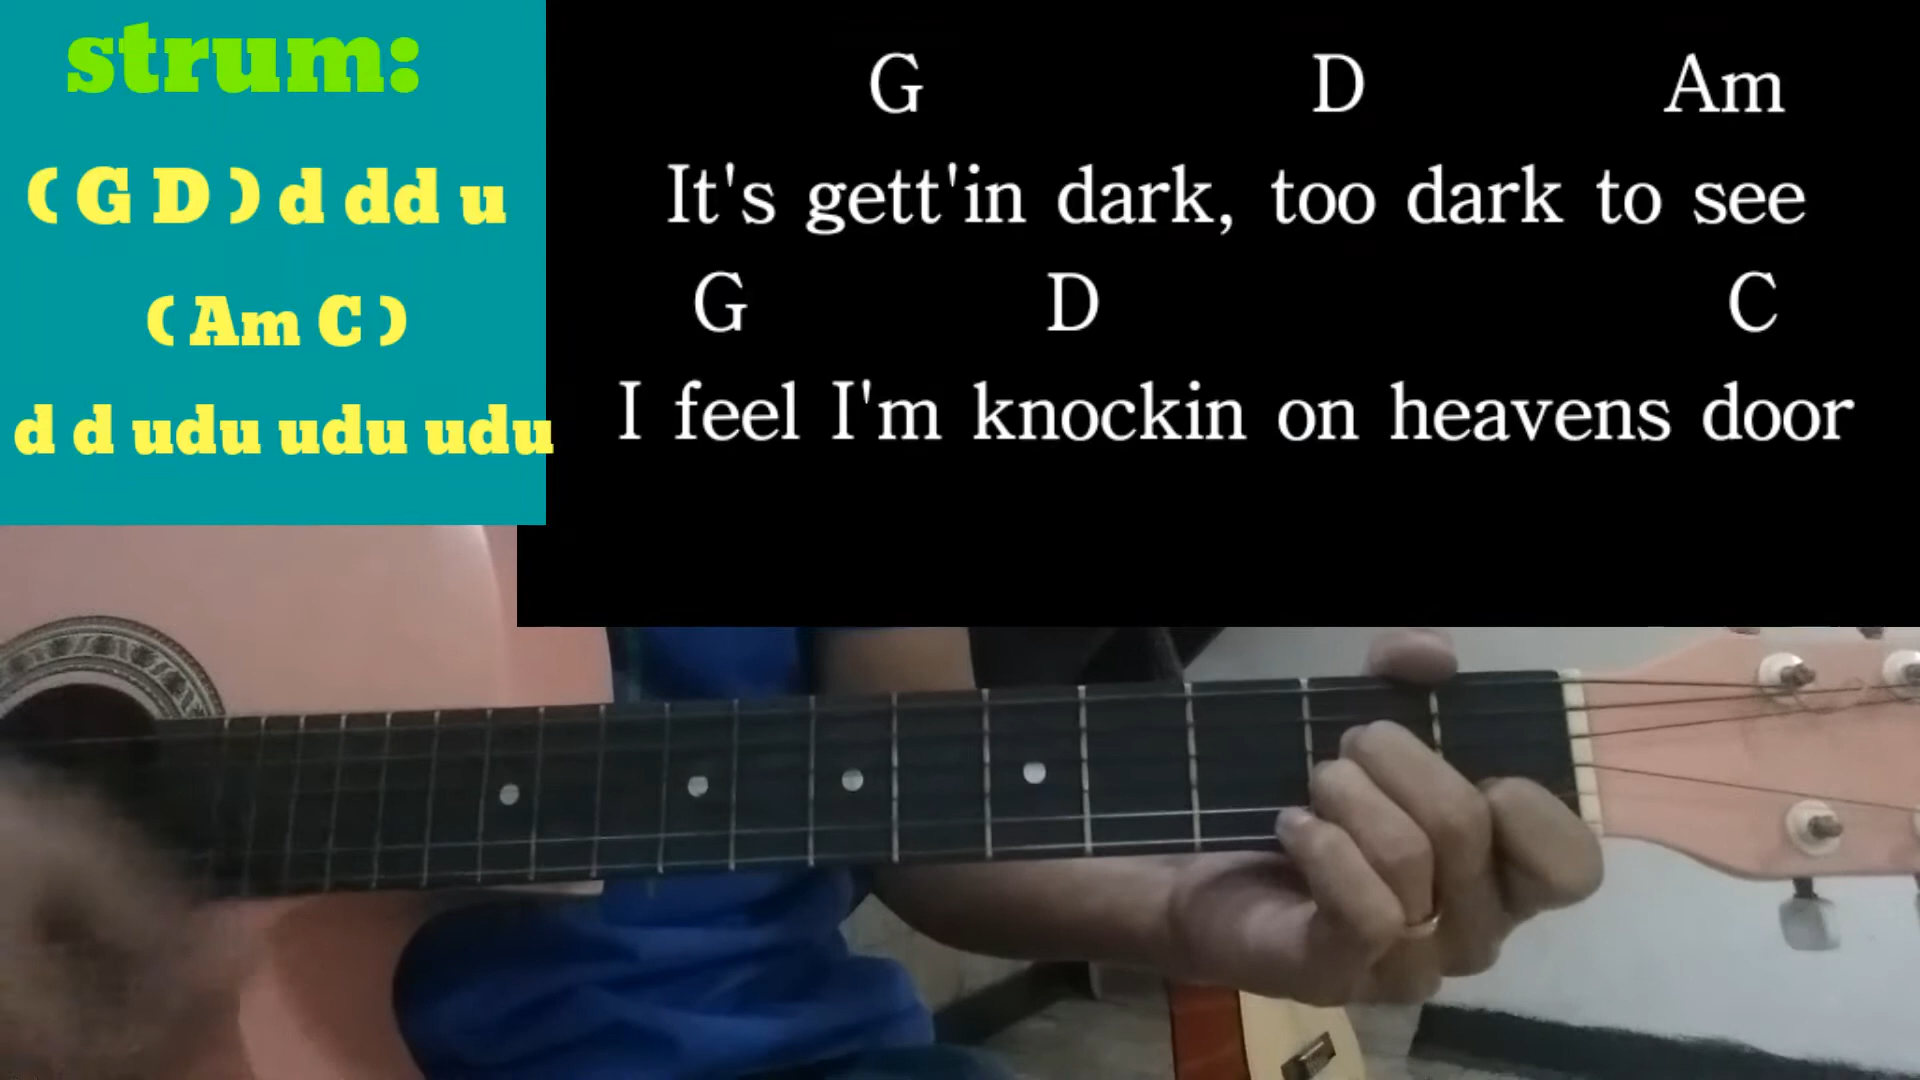 strum:
( G D ) d dd u
( Am C )
d d udu udu udu
G D Am
It's gett'in dark, too dark to see
G D C
I feel I'm knockin on heavens door